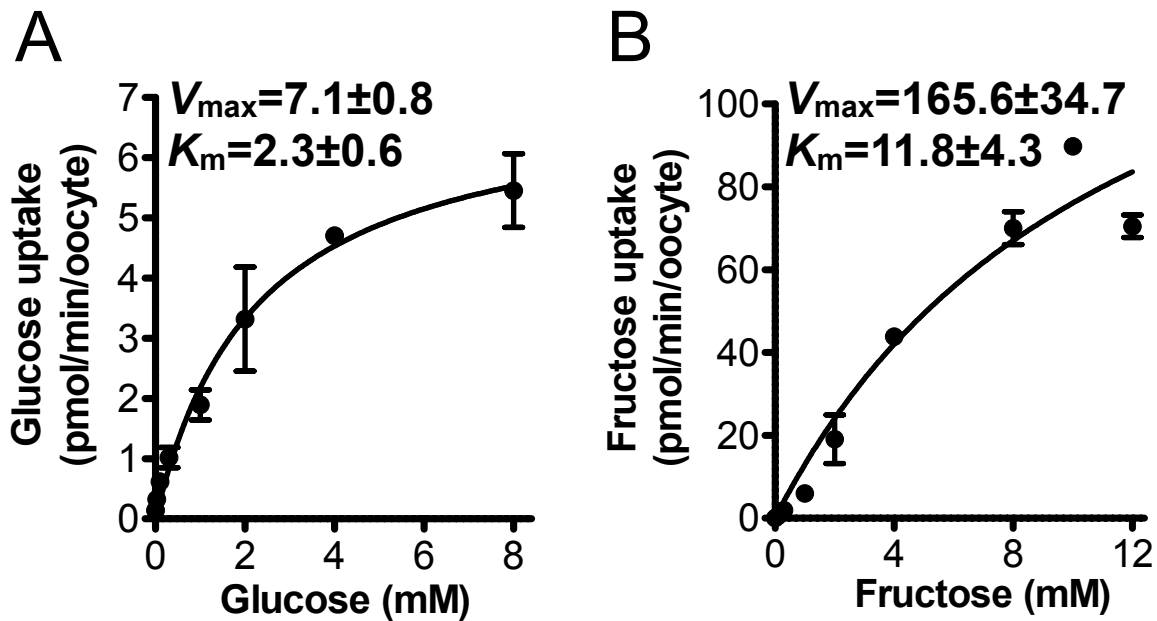 A
Vmax=7.1±0.8
Km=2.3±0.6
Glucose uptake
(pmol/min/oocyte)
7
6
5
4
3
2
1
0
0 2 4 6 8
Glucose (mM)
B
Vmax=165.6±34.7
Km=11.8±4.3
Fructose uptake
(pmol/min/oocyte)
100
80
60
40
20
0
0 4 8 12
Fructose (mM)